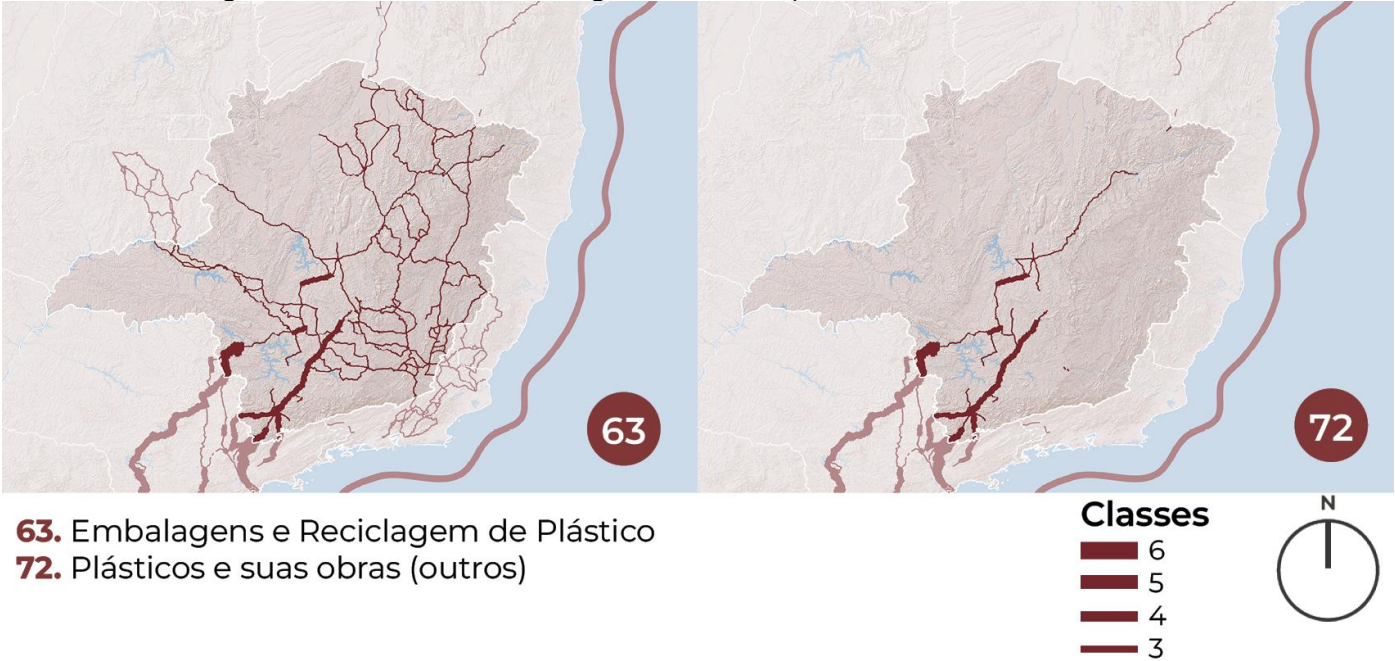 63
72
63. Embalagens e Reciclagem de Plástico
72. Plásticos e suas obras (outros)
Classes
6
5
4
3
N